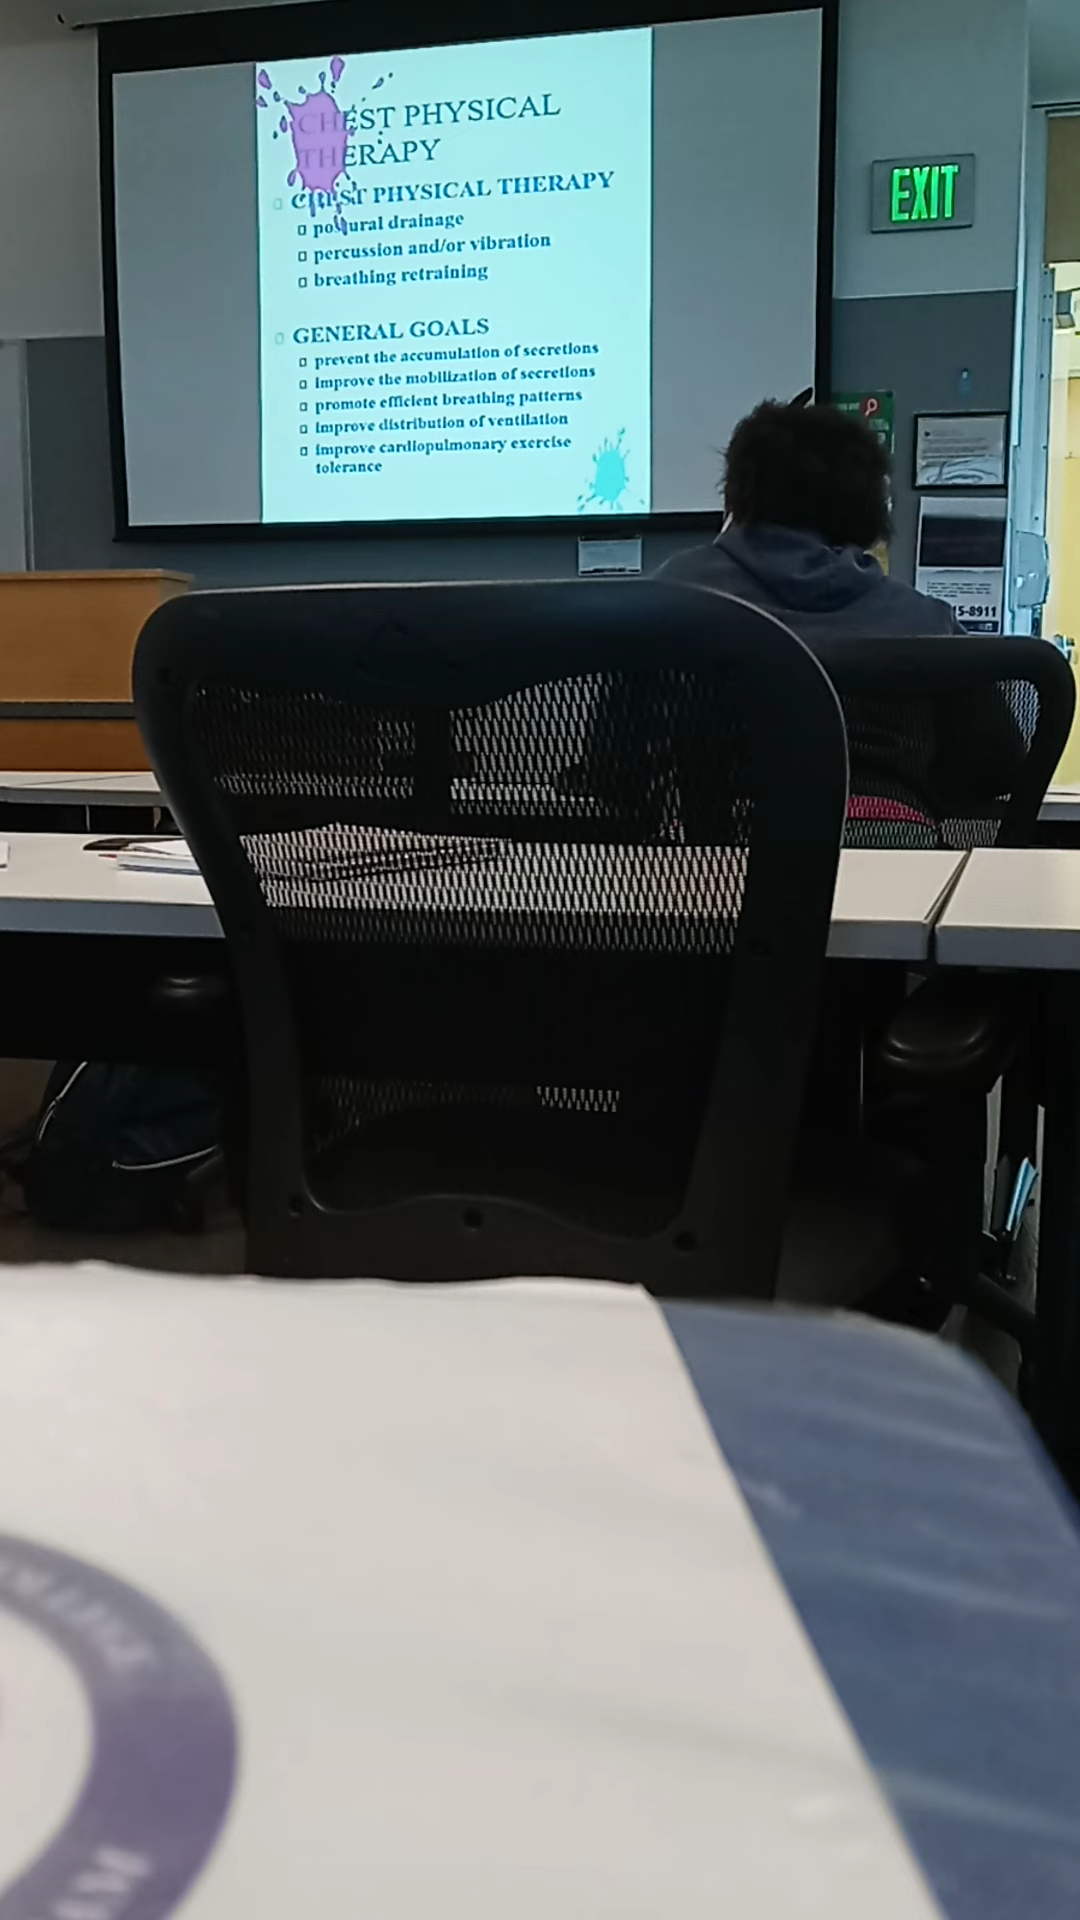 CHEST PHYSICAL
THERAPY
CHEST PHYSICAL THERAPY
postural drainage
percussion and/or vibration
breathing retraining
GENERAL GOALS
prevent the accumulation of secretions
improve the mobilization of secretions
promote efficient breathing patterns
improve distribution of ventilation
improve cardiopulmonary exercise
tolerance
EXIT
15-8911